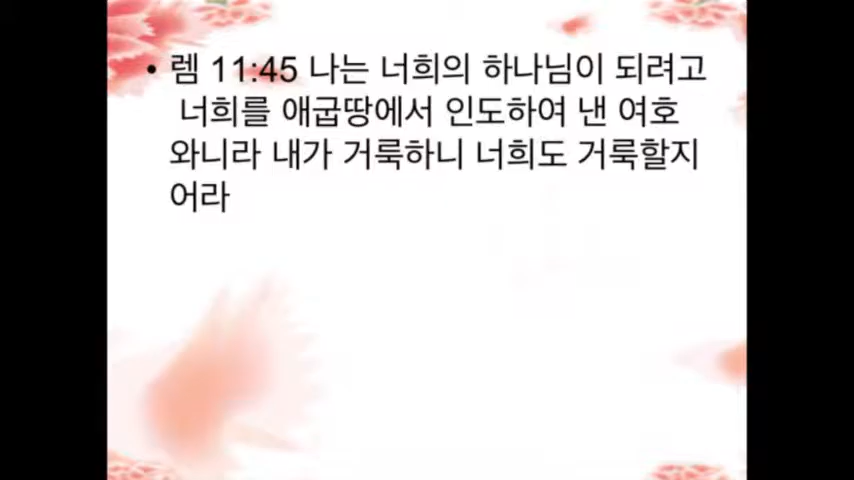 • 렘 11:45 나는 너희의 하나님이 되려고
너희를 애굽땅에서 인도하여 낸 여호
와니라 내가 거룩하니 너희도 거룩할지
어라